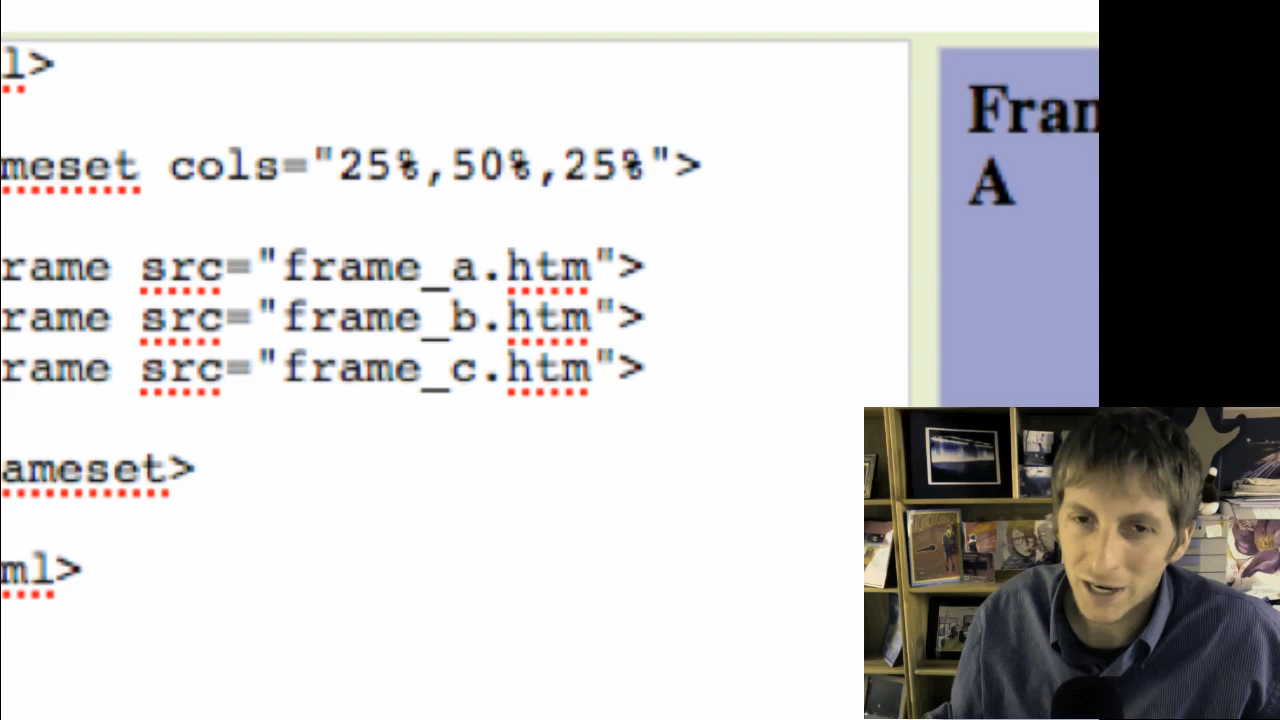 l>
meset cols="25%,50%,25%">
rame src="frame_a.htm">
rame src="frame_b.htm">
rame src="frame_c.htm">
ameset>
ml>
Fram
A